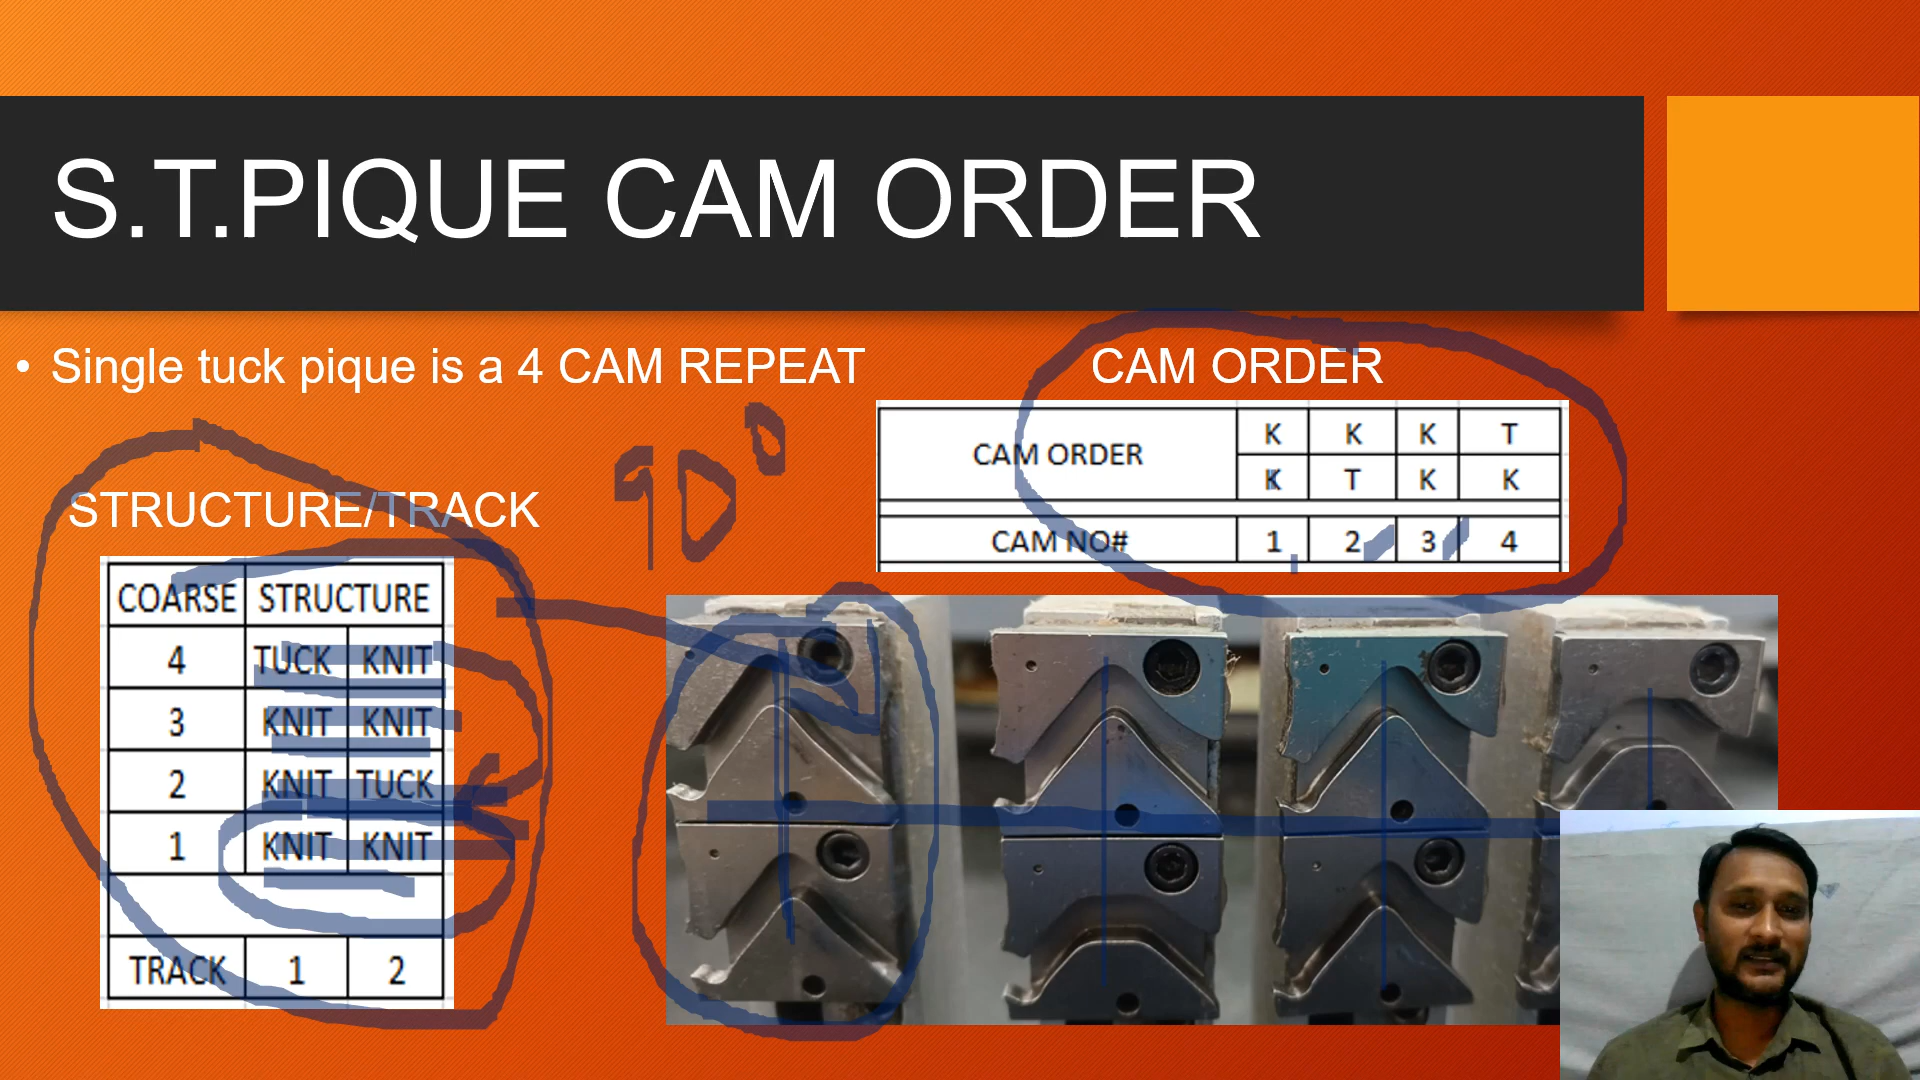 S.T.PIQUE CAM ORDER
• Single tuck pique is a 4 CAM REPEAT
CAM ORDER
CAM ORDER K K K T
K T K K
CAM NO# 1 2 3 4
90°
STRUCTURE/TRACK
COARSE STRUCTURE
4 TUCK KNIT
3 KNIT KNIT
2 KNIT TUCK
1 KNIT KNIT
TRACK 1 2